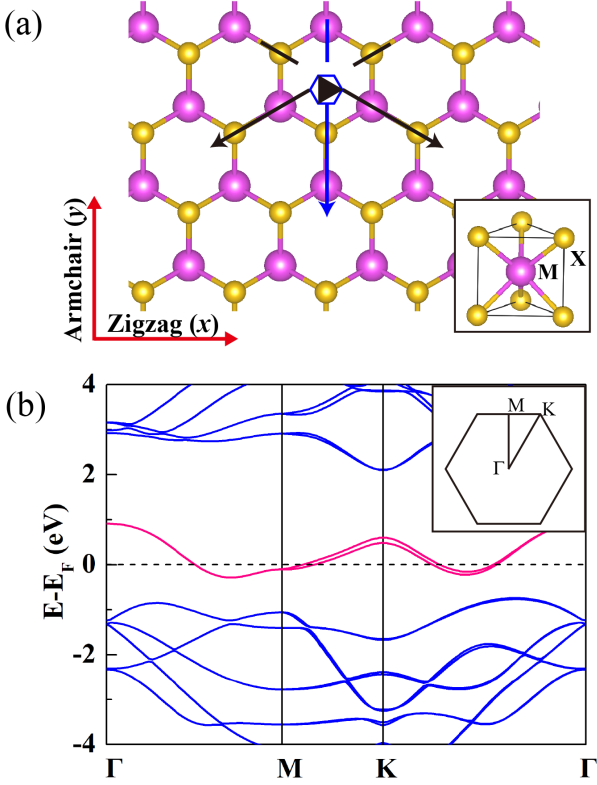 (a)
Armchair (y)
Zigzag (x)
X
M
(b)
E-E_F (eV)
4
2
0
-2
-4
Γ
M
K
Γ
M
K
Γ